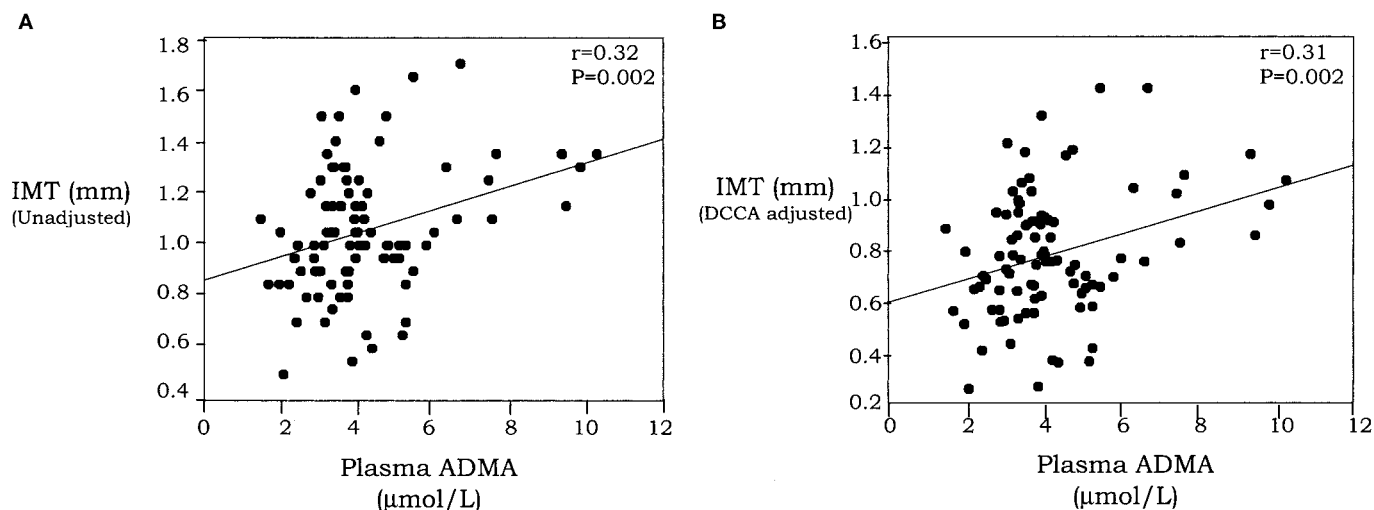 A
r=0.32
P=0.002
1.8
1.6
1.4
1.2
1.0
0.8
0.6
0.4
IMT (mm)
(Unadjusted)
0 2 4 6 8 10 12
Plasma ADMA
(μmol/L)
B
r=0.31
P=0.002
1.6
1.4
1.2
1.0
0.8
0.6
0.4
0.2
IMT (mm)
(DCCA adjusted)
0 2 4 6 8 10 12
Plasma ADMA
(μmol/L)